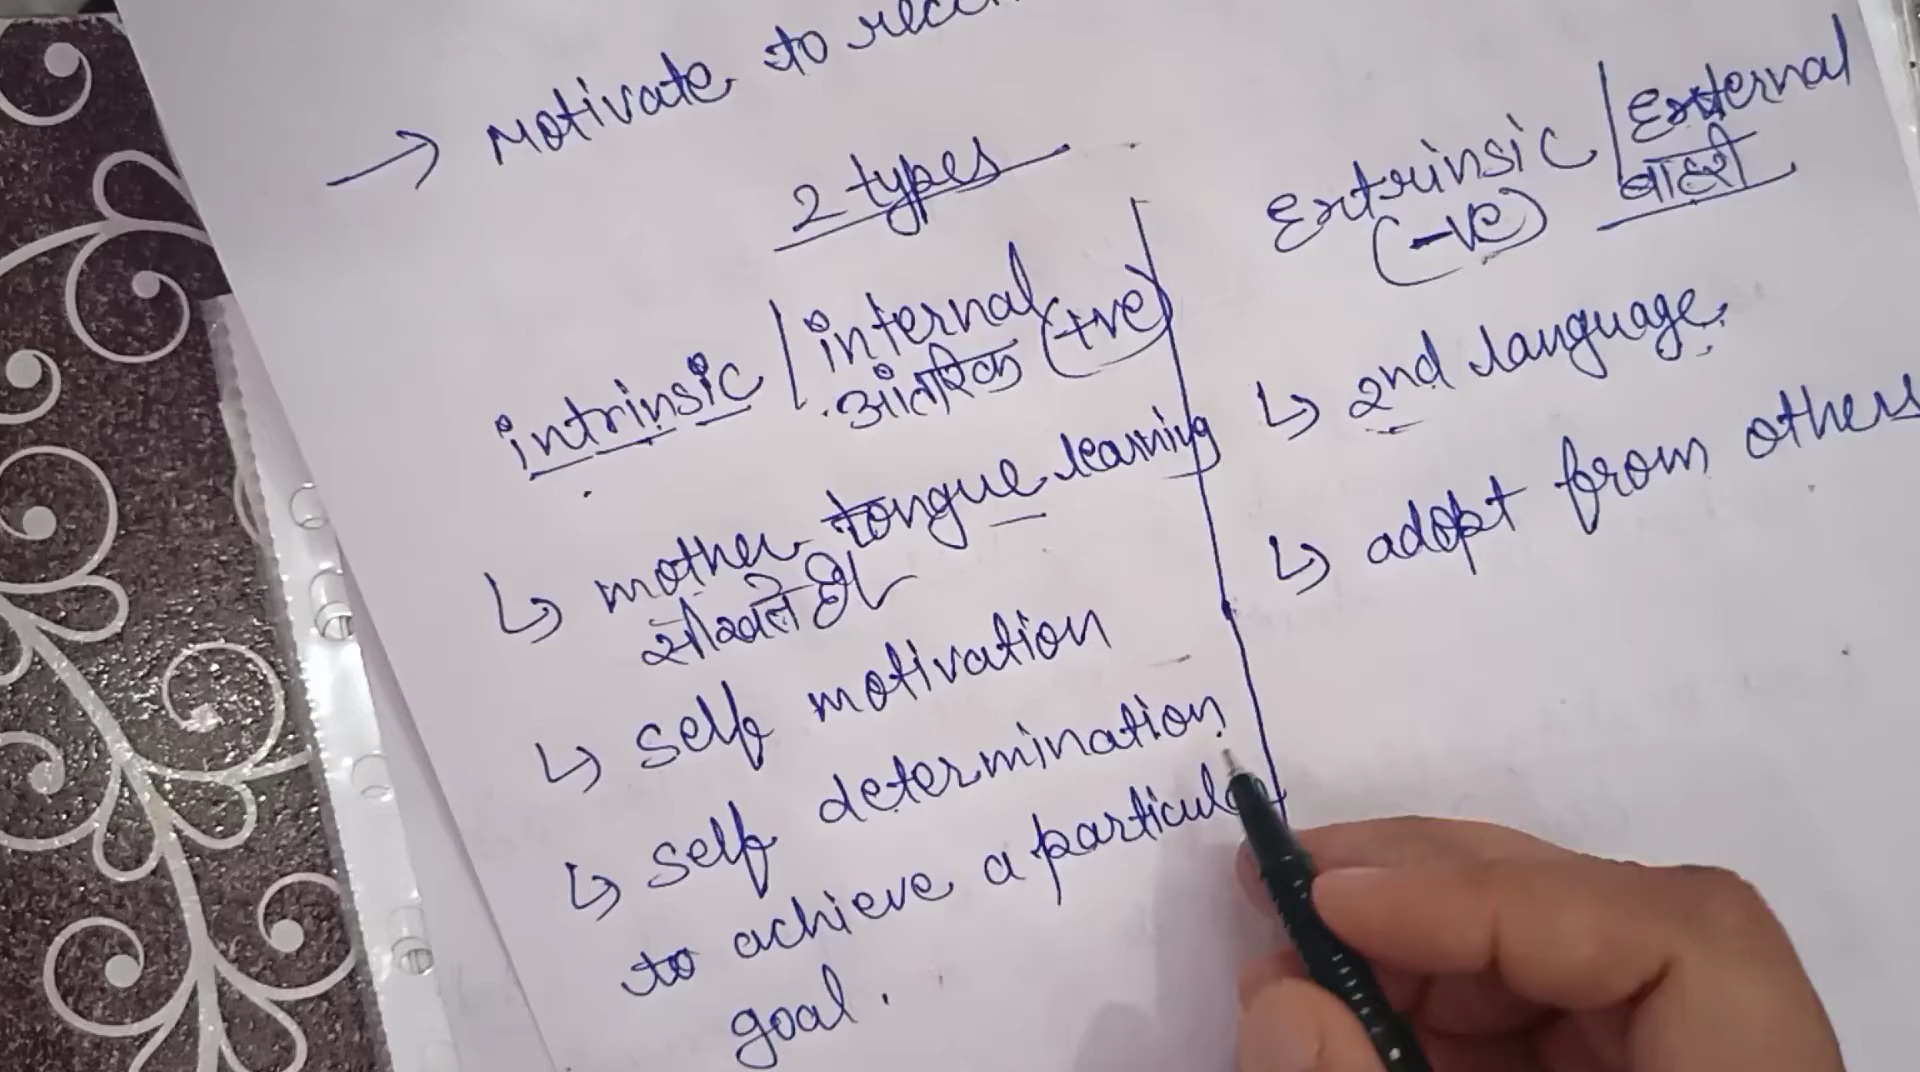 → Motivate to
2 types
intrinsic | internal (+ve)
आंतरिक
↳ mother tongue learning
सीखते है
↳ self motivation
↳ self determination
to achieve a particular
goal.
Extrinsic | External
(-ve) बाहरी
↳ 2nd language
↳ adopt from others